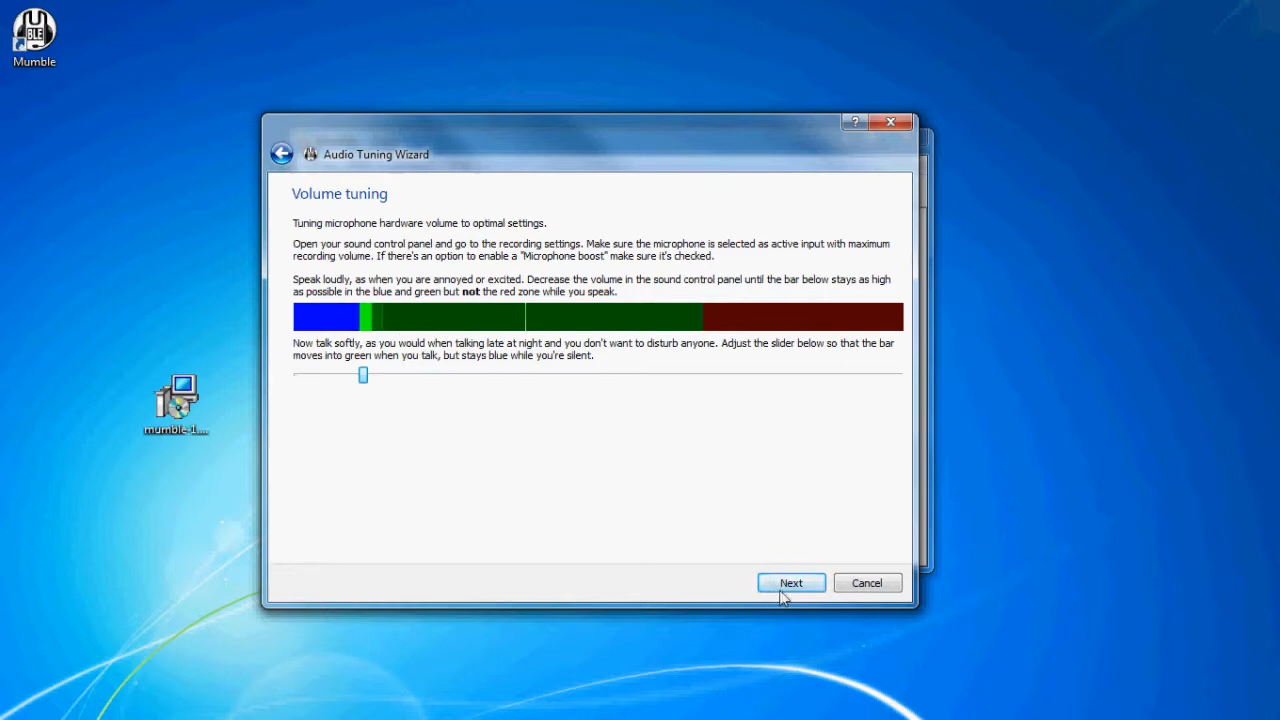 BLE
Mumble
?
Audio Tuning Wizard
Volume tuning
Tuning microphone hardware volume to optimal settings.
Open your sound control panel and go to the recording settings. Make sure the microphone is selected as active input with maximum
recording volume. If there's an option to enable a "Microphone boost" make sure it's checked.
Speak loudly, as when you are annoyed or excited. Decrease the volume in the sound control panel until the bar below stays as high
as possible in the blue and green but not the red zone while you speak.
Now talk softly, as you would when talking late at night and you don't want to disturb anyone. Adjust the slider below so that the bar
moves into green when you talk, but stays blue while you're silent.
mumble-1....
Next
Cancel